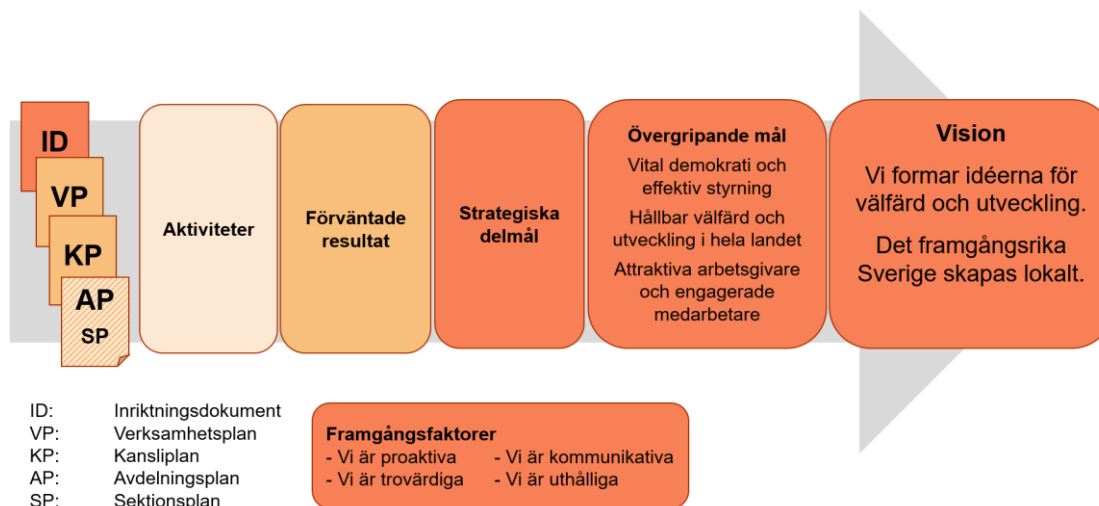 ID
VP
KP
AP
SP
Aktiviteter
Förväntade
resultat
Strategiska
delmål
Övergripande mål
Vital demokrati och
effektiv styrning
Hållbar välfärd och
utveckling i hela landet
Attraktiva arbetsgivare
och engagerade
medarbetare
Vision
Vi formar idéerna för
välfärd och utveckling.
Det framgångsrika
Sverige skapas lokalt.
ID: Inriktningsdokument
VP: Verksamhetsplan
KP: Kansliplan
AP: Avdelningsplan
SP: Sektionsplan
Framgångsfaktorer
- Vi är proaktiva - Vi är kommunikativa
- Vi är trovärdiga - Vi är uthålliga